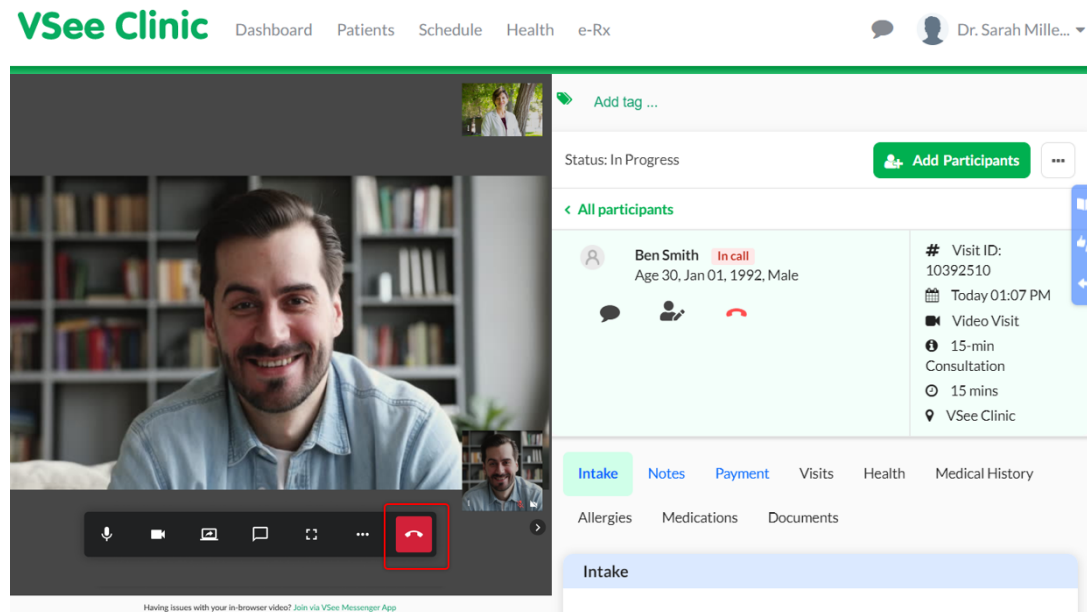 VSee Clinic
Dashboard Patients Schedule Health e-Rx
Dr. Sarah Mille...
Add tag ...
Status: In Progress
Add Participants
< All participants
Ben Smith In call
Age 30, Jan 01, 1992, Male
# Visit ID:
10392510
Today 01:07 PM
Video Visit
15-min
Consultation
15 mins
VSee Clinic
Intake Notes Payment Visits Health Medical History
Allergies Medications Documents
Intake
Having issues with your in-browser video? Join via VSee Messenger App